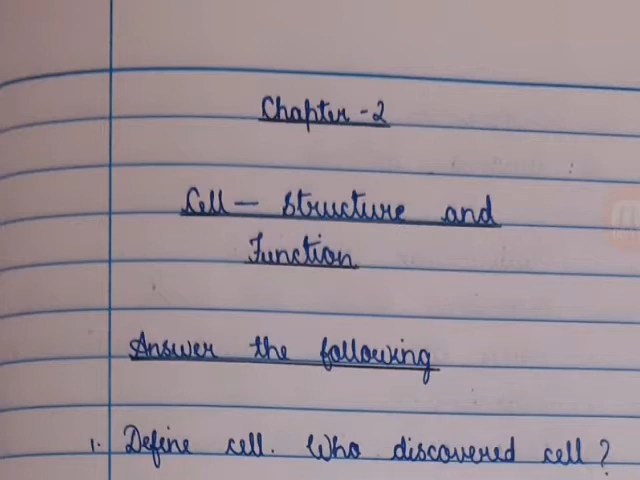 Chapter - 2
Cell - Structure and
Function
Answer the following
1. Define cell. Who discovered cell?